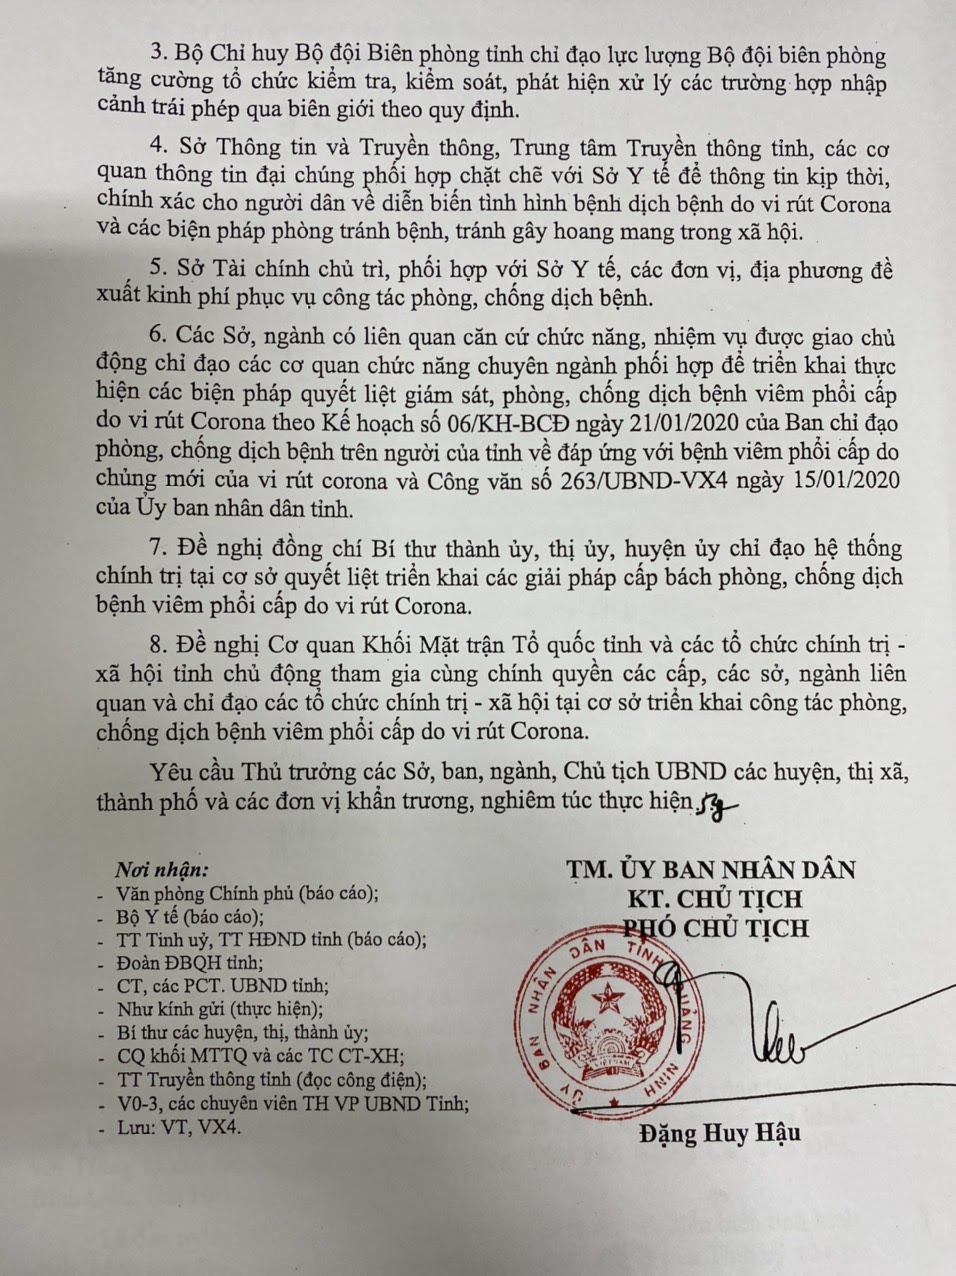 3. Bộ Chỉ huy Bộ đội Biên phòng tỉnh chỉ đạo lực lượng Bộ đội biên phòng
tăng cường tổ chức kiểm tra, kiểm soát, phát hiện xử lý các trường hợp nhập
cảnh trái phép qua biên giới theo quy định.
4. Sở Thông tin và Truyền thông, Trung tâm Truyền thông tỉnh, các cơ
quan thông tin đại chúng phối hợp chặt chẽ với Sở Y tế để thông tin kịp thời,
chính xác cho người dân về diễn biến tình hình bệnh dịch bệnh do vi rút Corona
và các biện pháp phòng tránh bệnh, tránh gây hoang mang trong xã hội.
5. Sở Tài chính chủ trì, phối hợp với Sở Y tế, các đơn vị, địa phương đề
xuất kinh phí phục vụ công tác phòng, chống dịch bệnh.
6. Các Sở, ngành có liên quan căn cứ chức năng, nhiệm vụ được giao chủ
động chỉ đạo các cơ quan chức năng chuyên ngành phối hợp để triển khai thực
hiện các biện pháp quyết liệt giám sát, phòng, chống dịch bệnh viêm phổi cấp
do vi rút Corona theo Kế hoạch số 06/KH-BCĐ ngày 21/01/2020 của Ban chỉ đạo
phòng, chống dịch bệnh trên người của tỉnh về đáp ứng với bệnh viêm phổi cấp do
chủng mới của vi rút corona và Công văn số 263/UBND-VX4 ngày 15/01/2020
của Ủy ban nhân dân tỉnh.
7. Đề nghị đồng chí Bí thư thành ủy, thị ủy, huyện ủy chỉ đạo hệ thống
chính trị tại cơ sở quyết liệt triển khai các giải pháp cấp bách phòng, chống dịch
bệnh viêm phổi cấp do vi rút Corona.
8. Đề nghị Cơ quan Khối Mặt trận Tổ quốc tỉnh và các tổ chức chính trị -
xã hội tỉnh chủ động tham gia cùng chính quyền các cấp, các sở, ngành liên
quan và chỉ đạo các tổ chức chính trị - xã hội tại cơ sở triển khai công tác phòng,
chống dịch bệnh viêm phổi cấp do vi rút Corona.
Yêu cầu Thủ trưởng các Sở, ban, ngành, Chủ tịch UBND các huyện, thị xã,
thành phố và các đơn vị khẩn trương, nghiêm túc thực hiện
Nơi nhận:
- Văn phòng Chính phủ (báo cáo);
- Bộ Y tế (báo cáo);
- TT Tỉnh uỷ, TT HĐND tỉnh (báo cáo);
- Đoàn ĐBQH tỉnh;
- CT, các PCT. UBND tỉnh;
- Như kính gửi (thực hiện);
- Bí thư các huyện, thị, thành ủy;
- CQ khối MTTQ và các TC CT-XH;
- TT Truyền thông tỉnh (đọc công điện);
- V0-3, các chuyên viên TH VP UBND Tỉnh;
- Lưu: VT, VX4.
TM. ỦY BAN NHÂN DÂN
KT. CHỦ TỊCH
PHÓ CHỦ TỊCH
ỦY BAN NHÂN DÂN TỈNH QUẢNG NINH
VIỆT NAM
Đặng Huy Hậu